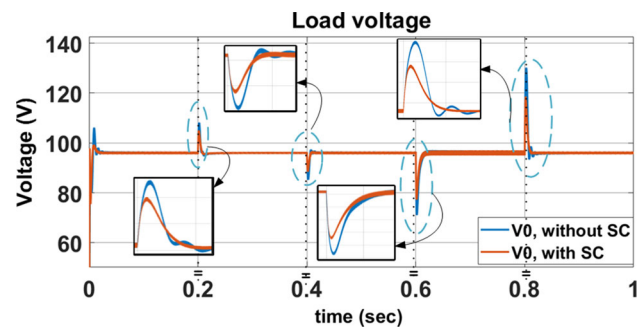 Load voltage
Voltage (V)
140
120
100
80
60
0
0.2
0.4
0.6
0.8
1
time (sec)
V0, without SC
V0, with SC